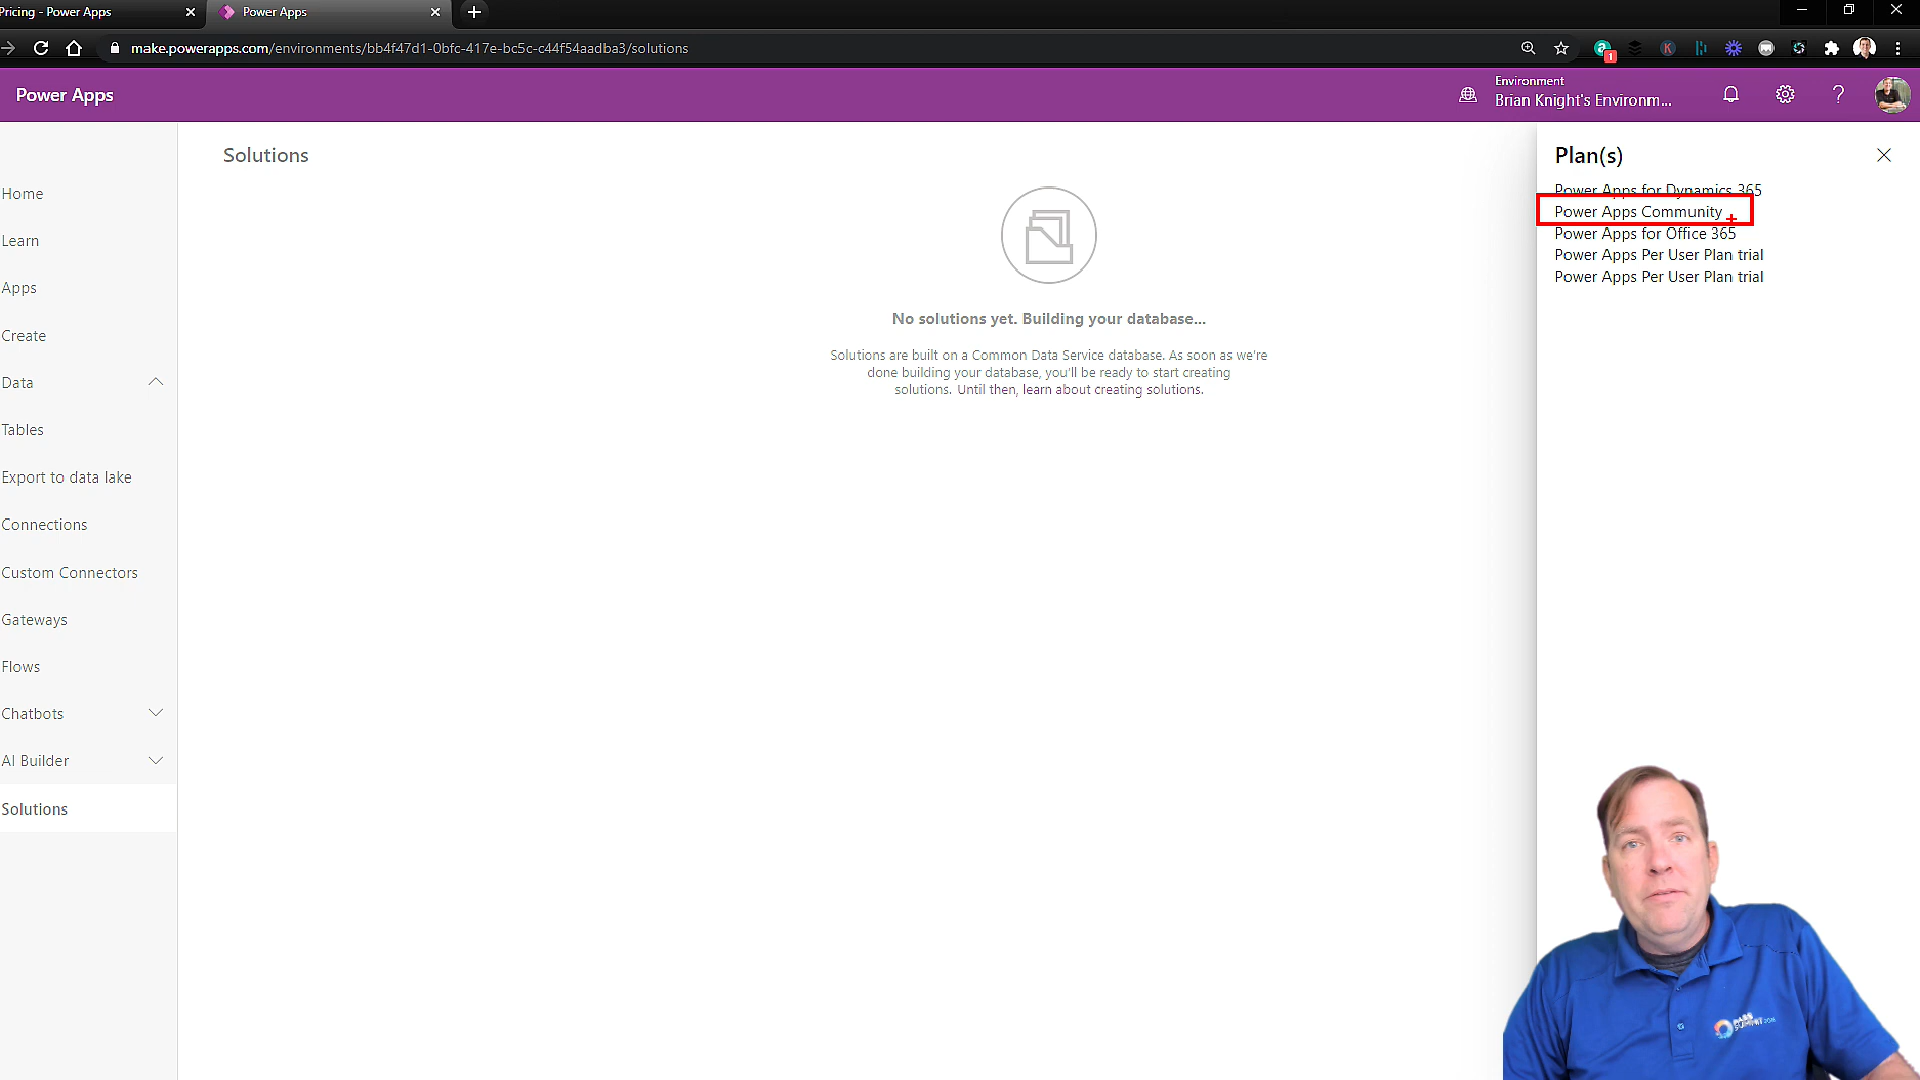 Pricing - Power Apps
Power Apps
make.powerapps.com/environments/bb4f47d1-0bfc-417e-bc5c-c44f54aadba3/solutions
1
Power Apps
Environment
Brian Knight's Environm...
Home
Learn
Apps
Create
Data
Tables
Export to data lake
Connections
Custom Connectors
Gateways
Flows
Chatbots
AI Builder
Solutions
Solutions
No solutions yet. Building your database...
Solutions are built on a Common Data Service database. As soon as we're
done building your database, you'll be ready to start creating
solutions. Until then, learn about creating solutions.
Plan(s)
Power Apps for Dynamics 365
Power Apps Community
Power Apps for Office 365
Power Apps Per User Plan trial
Power Apps Per User Plan trial